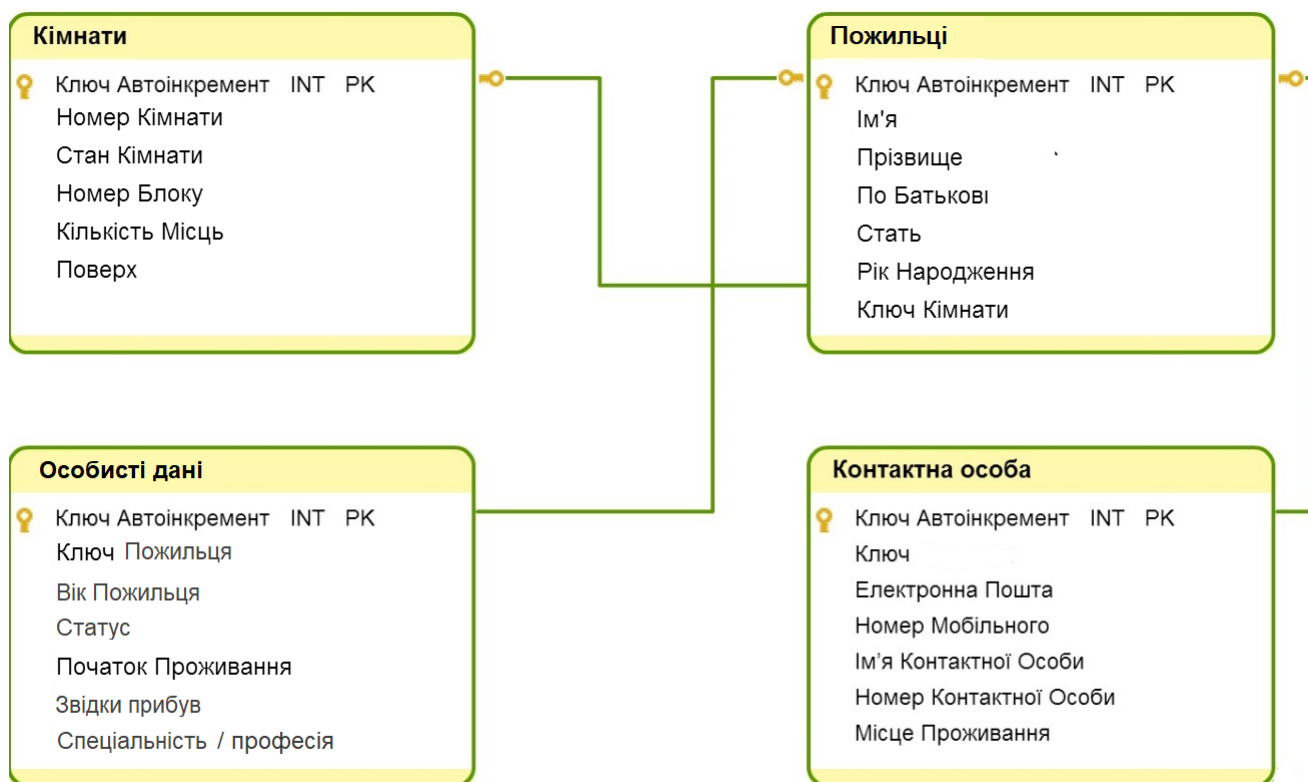 Кімнати
Ключ Автоінкремент INT PK
Номер Кімнати
Стан Кімнати
Номер Блоку
Кількість Місць
Поверх
Пожильці
Ключ Автоінкремент INT PK
Ім'я
Прізвище
По Батькові
Стать
Рік Народження
Ключ Кімнати
Особисті дані
Ключ Автоінкремент INT PK
Ключ Пожильця
Вік Пожильця
Статус
Початок Проживання
Звідки прибув
Спеціальність / професія
Контактна особа
Ключ Автоінкремент INT PK
Ключ
Електронна Пошта
Номер Мобільного
Ім’я Контактної Особи
Номер Контактної Особи
Місце Проживання